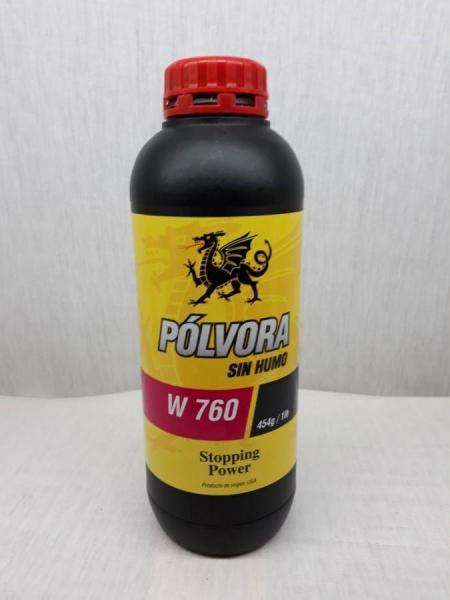 PÓLVORA
SIN HUMO
W 760
454g / 1lb
Stopping
Power
Producto de origen: USA